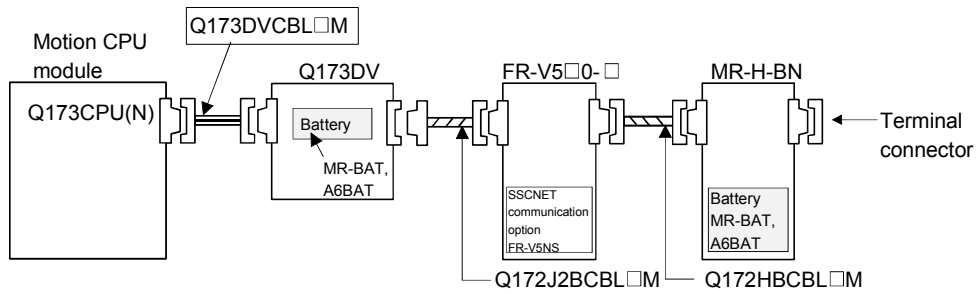 Q173DVCBL□M
Motion CPU
module
Q173CPU(N)
Q173DV
Battery
MR-BAT,
A6BAT
FR-V5□0-□
SSCNET
communication
option
FR-V5NS
MR-H-BN
Battery
MR-BAT,
A6BAT
Terminal
connector
Q172J2BCBL□M
Q172HBCBL□M